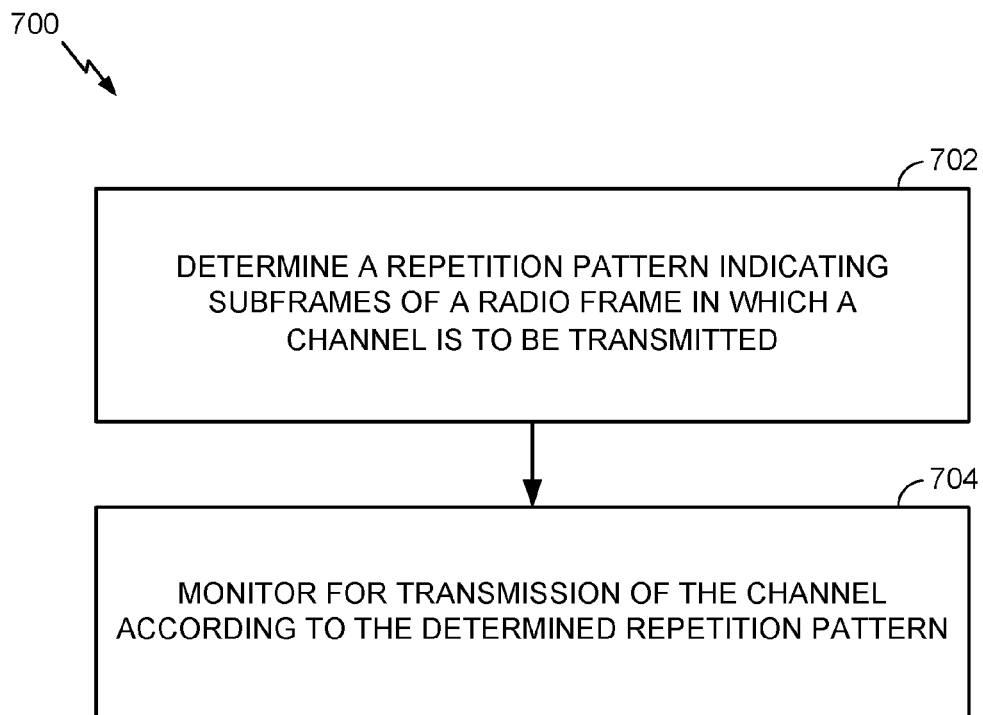 700
702
DETERMINE A REPETITION PATTERN INDICATING
SUBFRAMES OF A RADIO FRAME IN WHICH A
CHANNEL IS TO BE TRANSMITTED
704
MONITOR FOR TRANSMISSION OF THE CHANNEL
ACCORDING TO THE DETERMINED REPETITION PATTERN